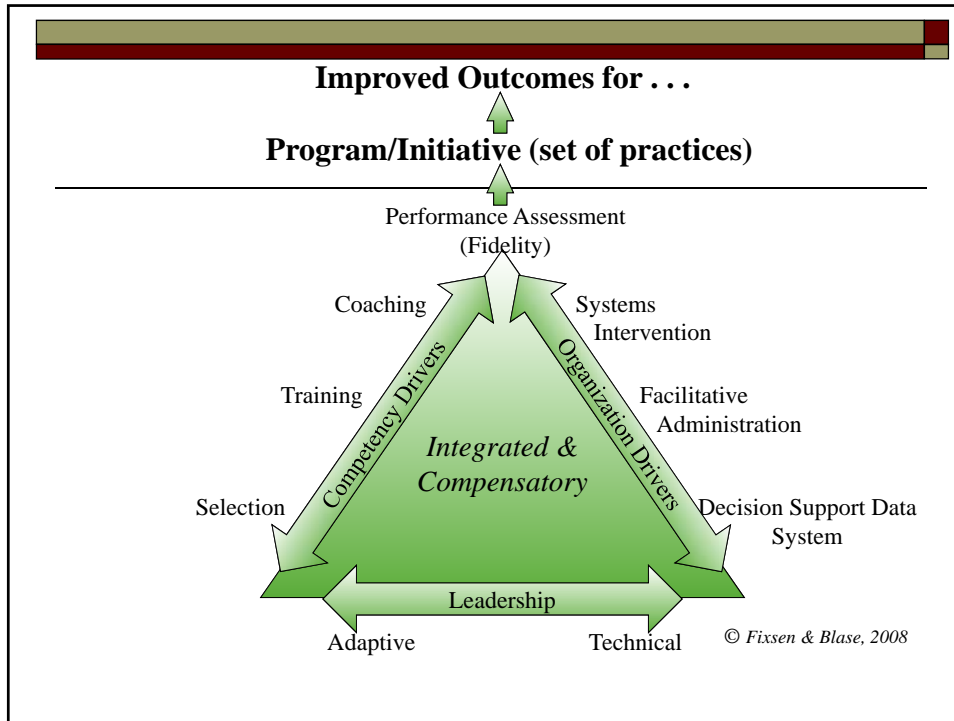 Improved Outcomes for . . .
Program/Initiative (set of practices)
Performance Assessment
(Fidelity)
Coaching
Training
Selection
Competency Drivers
Systems
Intervention
Facilitative
Administration
Decision Support Data
System
Organization Drivers
Integrated &
Compensatory
Leadership
Adaptive
Technical
© Fixsen & Blase, 2008